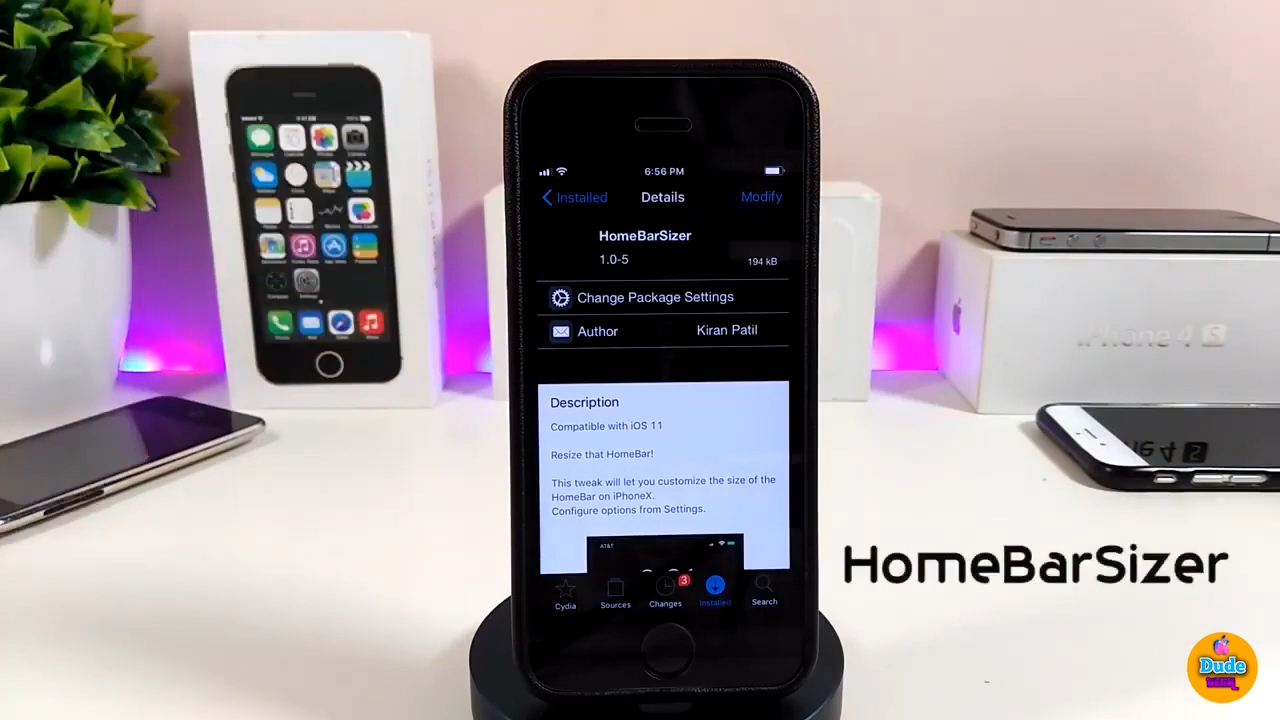 6:56 PM
Installed
Details
Modify
HomeBarSizer
1.0-5
194 kB
Change Package Settings
Author
Kiran Patil
Description
Compatible with iOS 11
Resize that HomeBar!
This tweak will let you customize the size of the
HomeBar on iPhoneX.
Configure options from Settings.
AT&T
Cydia
Sources
Changes
3
Installed
Search
iPhone 4 S
HomeBarSizer
Dude